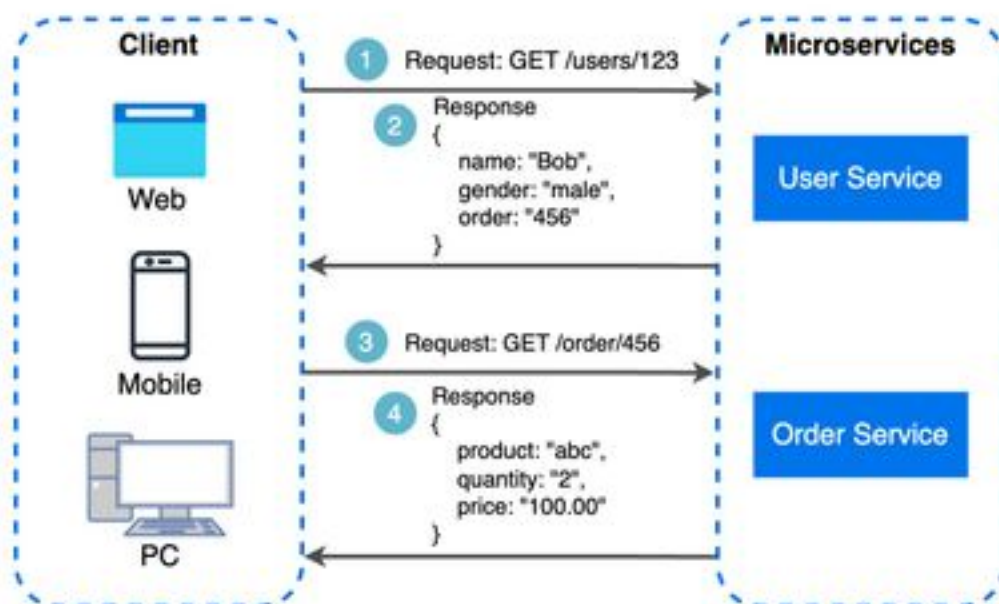 Client
Web
Mobile
PC
1 Request: GET /users/123
2 Response
{
name: "Bob",
gender: "male",
order: "456"
}
3 Request: GET /order/456
4 Response
{
product: "abc",
quantity: "2",
price: "100.00"
}
Microservices
User Service
Order Service